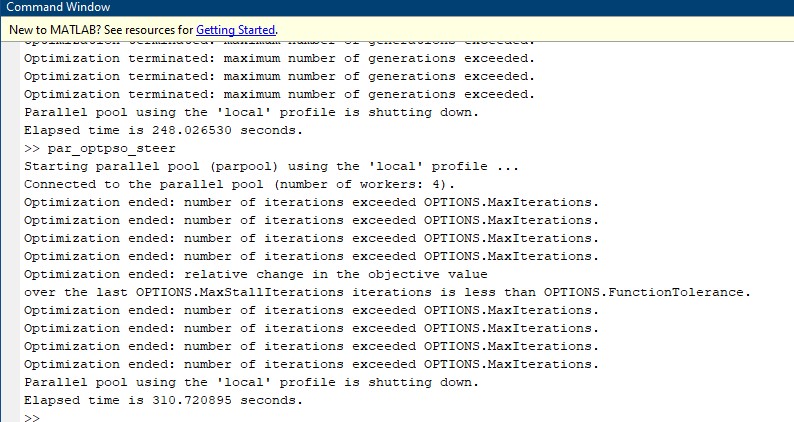 Command Window
New to MATLAB? See resources for Getting Started.
Optimization terminated: maximum number of generations exceeded.
Optimization terminated: maximum number of generations exceeded.
Optimization terminated: maximum number of generations exceeded.
Optimization terminated: maximum number of generations exceeded.
Parallel pool using the 'local' profile is shutting down.
Elapsed time is 248.026530 seconds.
>> par_optpso_steer
Starting parallel pool (parpool) using the 'local' profile ...
Connected to the parallel pool (number of workers: 4).
Optimization ended: number of iterations exceeded OPTIONS.MaxIterations.
Optimization ended: number of iterations exceeded OPTIONS.MaxIterations.
Optimization ended: number of iterations exceeded OPTIONS.MaxIterations.
Optimization ended: number of iterations exceeded OPTIONS.MaxIterations.
Optimization ended: relative change in the objective value
over the last OPTIONS.MaxStallIterations iterations is less than OPTIONS.FunctionTolerance.
Optimization ended: number of iterations exceeded OPTIONS.MaxIterations.
Optimization ended: number of iterations exceeded OPTIONS.MaxIterations.
Optimization ended: number of iterations exceeded OPTIONS.MaxIterations.
Optimization ended: number of iterations exceeded OPTIONS.MaxIterations.
Parallel pool using the 'local' profile is shutting down.
Elapsed time is 310.720895 seconds.
>>